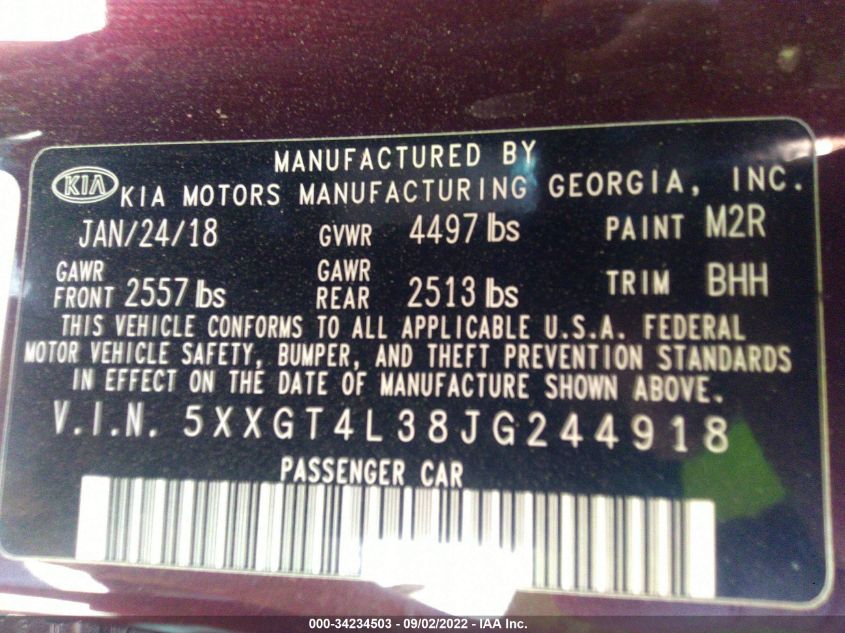 MANUFACTURED BY
KIA KIA MOTORS MANUFACTURING GEORGIA, INC.
JAN/24/18 GVWR 4497 lbs PAINT M2R
GAWR FRONT 2557 lbs GAWR REAR 2513 lbs TRIM BHH
THIS VEHICLE CONFORMS TO ALL APPLICABLE U.S.A. FEDERAL
MOTOR VEHICLE SAFETY, BUMPER, AND THEFT PREVENTION STANDARDS
IN EFFECT ON THE DATE OF MANUFACTURE SHOWN ABOVE.
V.I.N. 5XXGT4L38JG244918
PASSENGER CAR
000-34234503 - 09/02/2022 - IAA Inc.